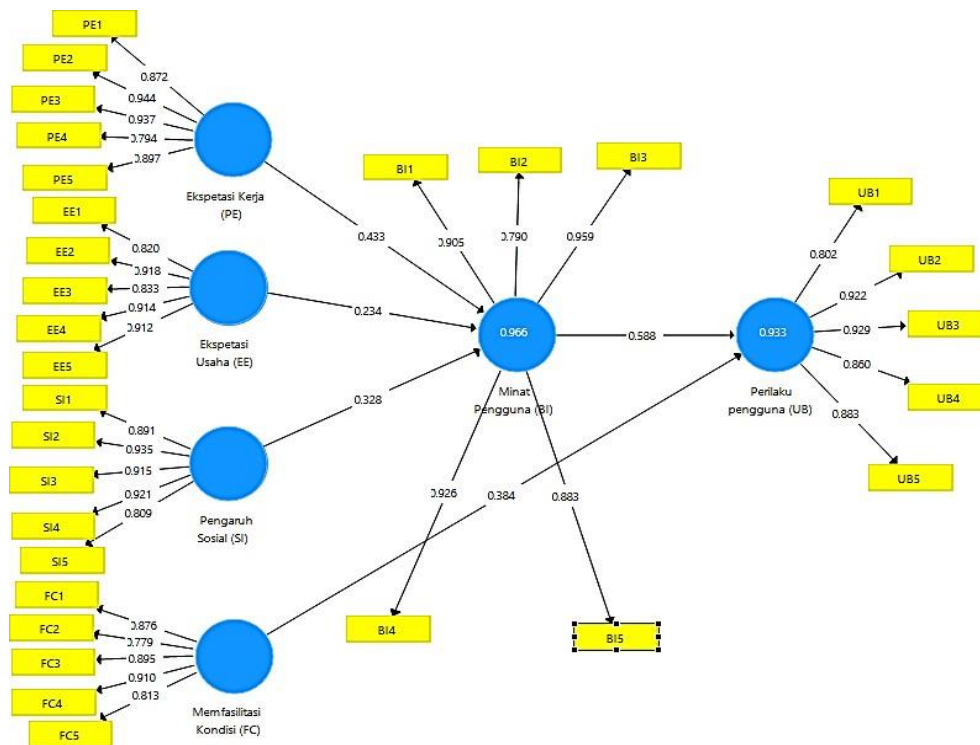 PE1
PE2
PE3
PE4
PE5
0.872
0.944
0.937
0.794
0.897
Ekspetasi Kerja
(PE)
EE1
EE2
EE3
EE4
EE5
0.820
0.918
0.833
0.914
0.912
Ekspetasi
Usaha (EE)
SI1
SI2
SI3
SI4
SI5
0.891
0.935
0.915
0.921
0.809
Pengaruh
Sosial (SI)
FC1
FC2
FC3
FC4
FC5
0.876
0.779
0.895
0.910
0.813
Memfasilitasi
Kondisi (FC)
0.433
0.234
0.328
0.384
BI1
BI2
BI3
0.905
0.790
0.959
0.966
Minat
Pengguna (BI)
0.926
0.883
BI4
BI5
0.588
0.933
Perilaku
pengguna (UB)
UB1
UB2
UB3
UB4
UB5
0.802
0.922
0.929
0.860
0.883